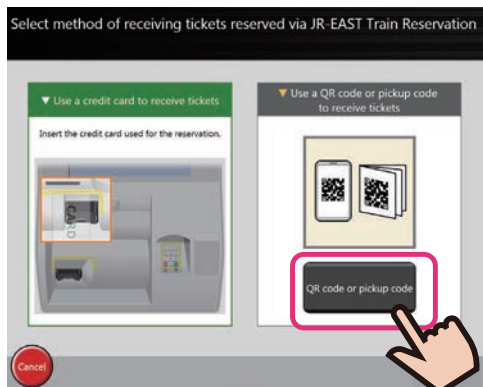 Select method of receiving tickets reserved via JR-EAST Train Reservation
▼ Use a credit card to receive tickets
Insert the credit card used for the reservation.
CARD
▼ Use a QR code or pickup code
to receive tickets
QR code or pickup code
Cancel